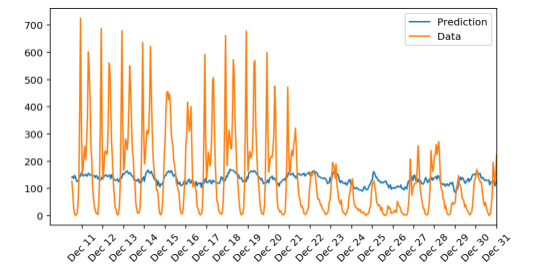 700
600
500
400
300
200
100
0
Prediction
Data
Dec 11
Dec 12
Dec 13
Dec 14
Dec 15
Dec 16
Dec 17
Dec 18
Dec 19
Dec 20
Dec 21
Dec 22
Dec 23
Dec 24
Dec 25
Dec 26
Dec 27
Dec 28
Dec 29
Dec 30
Dec 31